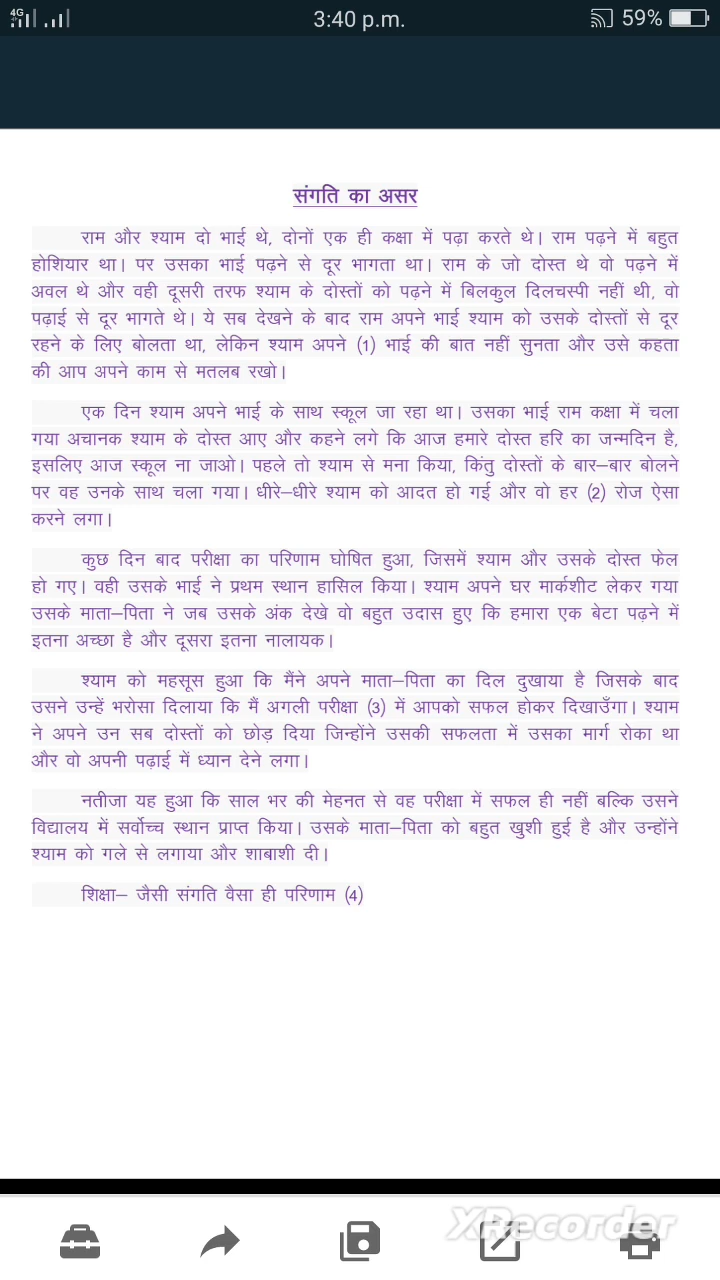 4G
3:40 p.m.
59%
संगति का असर
राम और श्याम दो भाई थे, दोनों एक ही कक्षा में पढ़ा करते थे। राम पढ़ने में बहुत
होशियार था। पर उसका भाई पढ़ने से दूर भागता था। राम के जो दोस्त थे वो पढ़ने में
अवल थे और वही दूसरी तरफ श्याम के दोस्तों को पढ़ने में बिलकुल दिलचस्पी नहीं थी, वो
पढ़ाई से दूर भागते थे। ये सब देखने के बाद राम अपने भाई श्याम को उसके दोस्तों से दूर
रहने के लिए बोलता था, लेकिन श्याम अपने (1) भाई की बात नहीं सुनता और उसे कहता
की आप अपने काम से मतलब रखो।
एक दिन श्याम अपने भाई के साथ स्कूल जा रहा था। उसका भाई राम कक्षा में चला
गया अचानक श्याम के दोस्त आए और कहने लगे कि आज हमारे दोस्त हरि का जन्मदिन है,
इसलिए आज स्कूल ना जाओ। पहले तो श्याम से मना किया, किंतु दोस्तों के बार–बार बोलने
पर वह उनके साथ चला गया। धीरे–धीरे श्याम को आदत हो गई और वो हर (2) रोज ऐसा
करने लगा।
कुछ दिन बाद परीक्षा का परिणाम घोषित हुआ, जिसमें श्याम और उसके दोस्त फेल
हो गए। वही उसके भाई ने प्रथम स्थान हासिल किया। श्याम अपने घर मार्कशीट लेकर गया
उसके माता–पिता ने जब उसके अंक देखे वो बहुत उदास हुए कि हमारा एक बेटा पढ़ने में
इतना अच्छा है और दूसरा इतना नालायक।
श्याम को महसूस हुआ कि मैंने अपने माता–पिता का दिल दुखाया है जिसके बाद
उसने उन्हें भरोसा दिलाया कि मैं अगली परीक्षा (3) में आपको सफल होकर दिखाउँगा। श्याम
ने अपने उन सब दोस्तों को छोड़ दिया जिन्होंने उसकी सफलता में उसका मार्ग रोका था
और वो अपनी पढ़ाई में ध्यान देने लगा।
नतीजा यह हुआ कि साल भर की मेहनत से वह परीक्षा में सफल ही नहीं बल्कि उसने
विद्यालय में सर्वोच्च स्थान प्राप्त किया। उसके माता–पिता को बहुत खुशी हुई है और उन्होंने
श्याम को गले से लगाया और शाबाशी दी।
शिक्षा– जैसी संगति वैसा ही परिणाम (4)
XRecorder